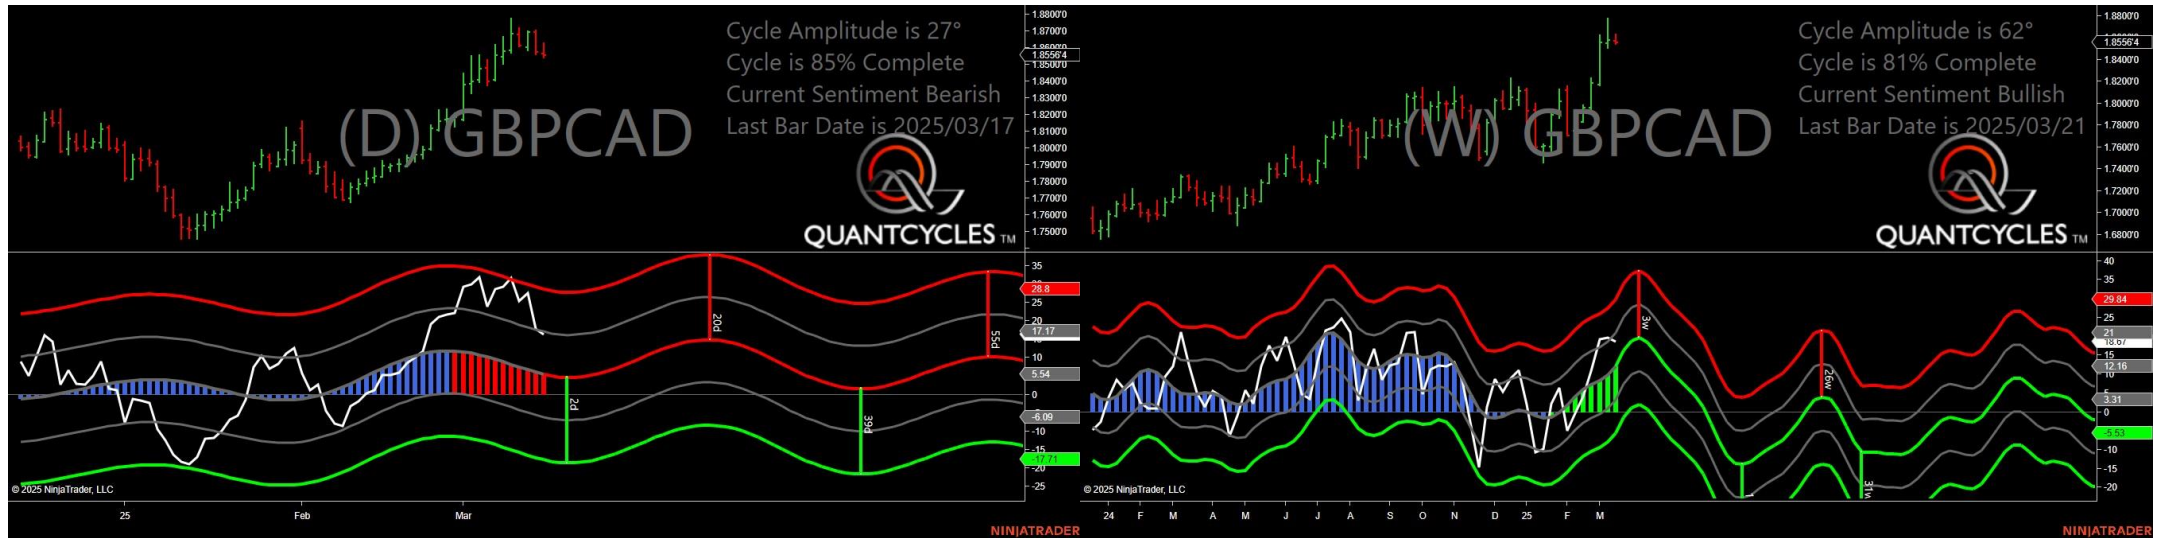 Cycle Amplitude is 27°
Cycle is 85% Complete
Current Sentiment Bearish
Last Bar Date is 2025/03/17
(D) GBPCAD
QUANTCYCLES TM
1.8800'0
1.8700'0
1.8556'4
1.8500'0
1.8400'0
1.8300'0
1.8200'0
1.8100'0
1.8000'0
1.7900'0
1.7800'0
1.7700'0
1.7600'0
1.7500'0
35
28.8
25
20
17.17
10
5.54
0
-6.09
-10
-15
-17.71
-20
-25
2d
20d
39d
55d
© 2025 NinjaTrader, LLC
25 Feb Mar
NINJATRADER
Cycle Amplitude is 62°
Cycle is 81% Complete
Current Sentiment Bullish
Last Bar Date is 2025/03/21
(W) GBPCAD
QUANTCYCLES TM
1.8800'0
1.8556'4
1.8400'0
1.8200'0
1.8000'0
1.7800'0
1.7600'0
1.7400'0
1.7200'0
1.7000'0
1.6800'0
40
35
29.84
25
21
18.67
15
12.16
3.31
0
-5.53
-10
-15
-20
3w
26w
31w
© 2025 NinjaTrader, LLC
24 F M A M J J A S O N D 25 F M
NINJATRADER